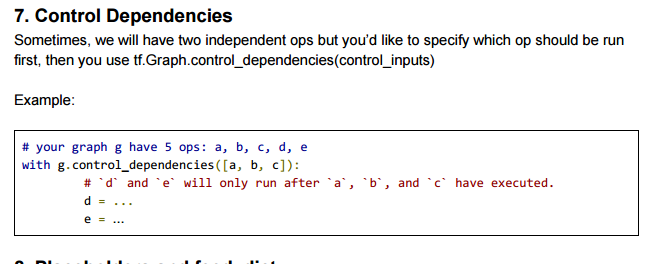 7. Control Dependencies
Sometimes, we will have two independent ops but you’d like to specify which op should be run
first, then you use tf.Graph.control_dependencies(control_inputs)
Example:
# your graph g have 5 ops: a, b, c, d, e
with g.control_dependencies([a, b, c]):
# `d` and `e` will only run after `a`, `b`, and `c` have executed.
d = ...
e = …